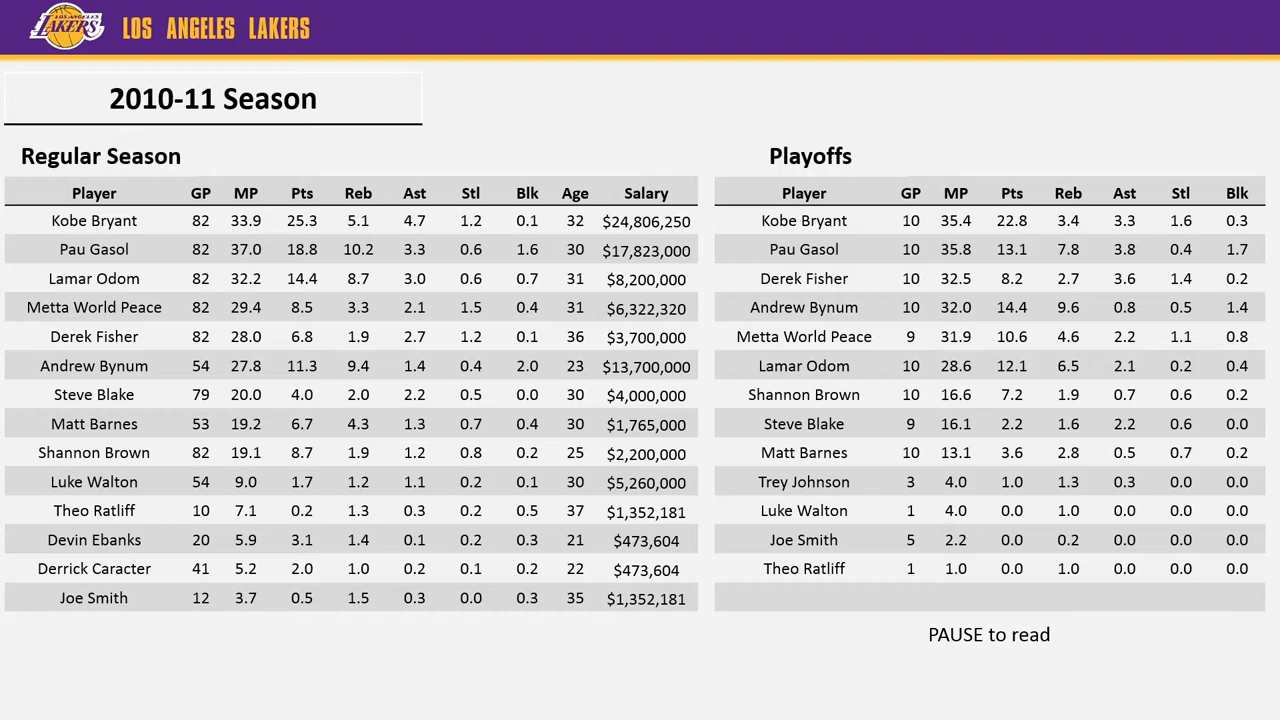 LOS ANGELES
LAKERS
LOS ANGELES LAKERS
2010-11 Season
Regular Season
Player GP MP Pts Reb Ast Stl Blk Age Salary
Kobe Bryant 82 33.9 25.3 5.1 4.7 1.2 0.1 32 $24,806,250
Pau Gasol 82 37.0 18.8 10.2 3.3 0.6 1.6 30 $17,823,000
Lamar Odom 82 32.2 14.4 8.7 3.0 0.6 0.7 31 $8,200,000
Metta World Peace 82 29.4 8.5 3.3 2.1 1.5 0.4 31 $6,322,320
Derek Fisher 82 28.0 6.8 1.9 2.7 1.2 0.1 36 $3,700,000
Andrew Bynum 54 27.8 11.3 9.4 1.4 0.4 2.0 23 $13,700,000
Steve Blake 79 20.0 4.0 2.0 2.2 0.5 0.0 30 $4,000,000
Matt Barnes 53 19.2 6.7 4.3 1.3 0.7 0.4 30 $1,765,000
Shannon Brown 82 19.1 8.7 1.9 1.2 0.8 0.2 25 $2,200,000
Luke Walton 54 9.0 1.7 1.2 1.1 0.2 0.1 30 $5,260,000
Theo Ratliff 10 7.1 0.2 1.3 0.3 0.2 0.5 37 $1,352,181
Devin Ebanks 20 5.9 3.1 1.4 0.1 0.2 0.3 21 $473,604
Derrick Caracter 41 5.2 2.0 1.0 0.2 0.1 0.2 22 $473,604
Joe Smith 12 3.7 0.5 1.5 0.3 0.0 0.3 35 $1,352,181
Playoffs
Player GP MP Pts Reb Ast Stl Blk
Kobe Bryant 10 35.4 22.8 3.4 3.3 1.6 0.3
Pau Gasol 10 35.8 13.1 7.8 3.8 0.4 1.7
Derek Fisher 10 32.5 8.2 2.7 3.6 1.4 0.2
Andrew Bynum 10 32.0 14.4 9.6 0.8 0.5 1.4
Metta World Peace 9 31.9 10.6 4.6 2.2 1.1 0.8
Lamar Odom 10 28.6 12.1 6.5 2.1 0.2 0.4
Shannon Brown 10 16.6 7.2 1.9 0.7 0.6 0.2
Steve Blake 9 16.1 2.2 1.6 2.2 0.6 0.0
Matt Barnes 10 13.1 3.6 2.8 0.5 0.7 0.2
Trey Johnson 3 4.0 1.0 1.3 0.3 0.0 0.0
Luke Walton 1 4.0 0.0 1.0 0.0 0.0 0.0
Joe Smith 5 2.2 0.0 0.2 0.0 0.0 0.0
Theo Ratliff 1 1.0 0.0 1.0 0.0 0.0 0.0
PAUSE to read